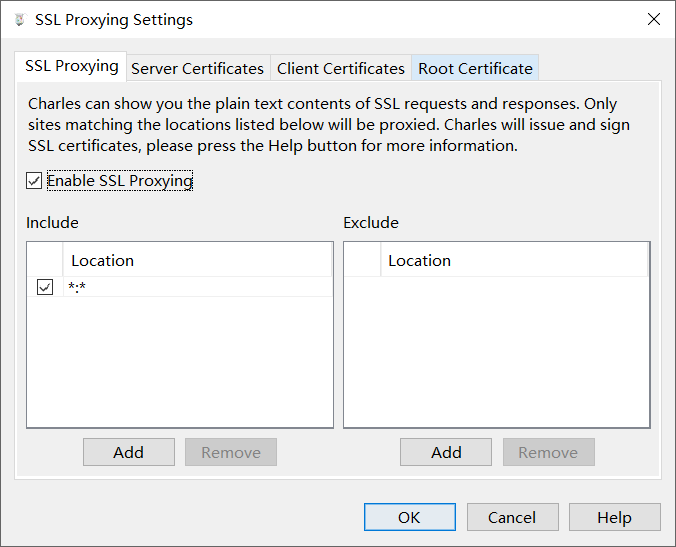 SSL Proxying Settings
SSL Proxying Server Certificates Client Certificates Root Certificate
Charles can show you the plain text contents of SSL requests and responses. Only
sites matching the locations listed below will be proxied. Charles will issue and sign
SSL certificates, please press the Help button for more information.
Enable SSL Proxying
Include Exclude
Location Location
*:*
Add Remove Add Remove
OK Cancel Help